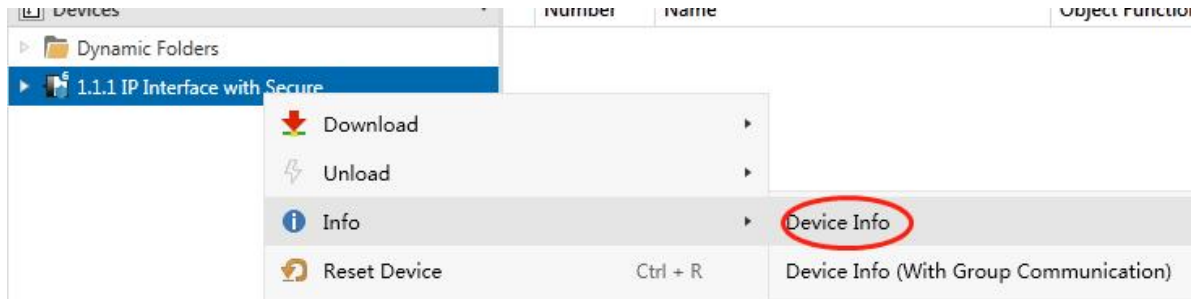 Devices Number Name Object Function
Dynamic Folders
1.1.1 IP Interface with Secure
Download
Unload
Info Device Info
Reset Device Ctrl + R Device Info (With Group Communication)